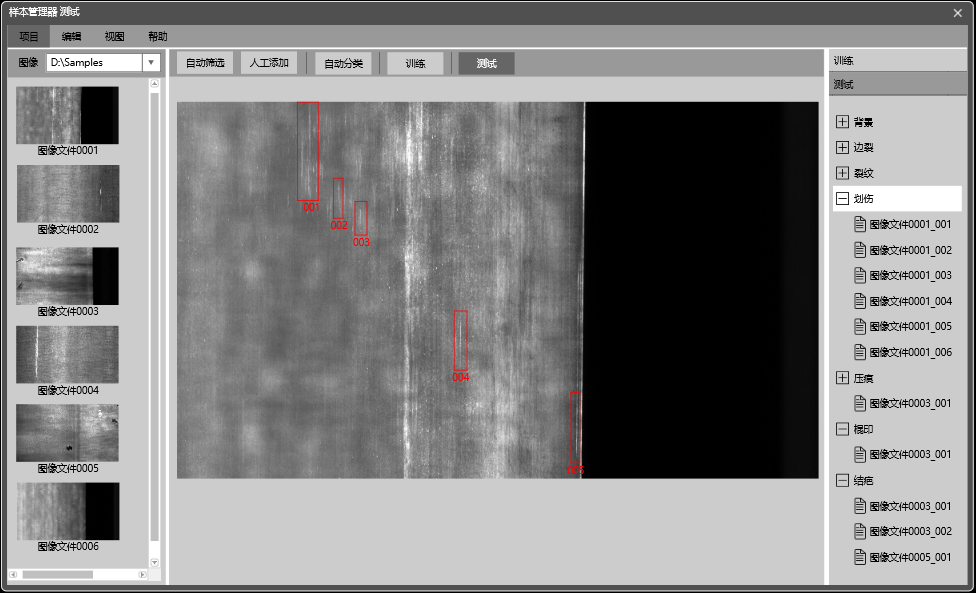 样本管理器 测试
项目 编辑 视图 帮助
图像 D:\Samples
自动筛选 人工添加 自动分类 训练 测试
图像文件0001
图像文件0002
图像文件0003
图像文件0004
图像文件0005
图像文件0006
001
002
003
004
005
训练
测试
背景
边裂
裂纹
划伤
图像文件0001_001
图像文件0001_002
图像文件0001_003
图像文件0001_004
图像文件0001_005
图像文件0001_006
压痕
图像文件0003_001
棍印
图像文件0003_001
结疤
图像文件0003_001
图像文件0003_002
图像文件0005_001